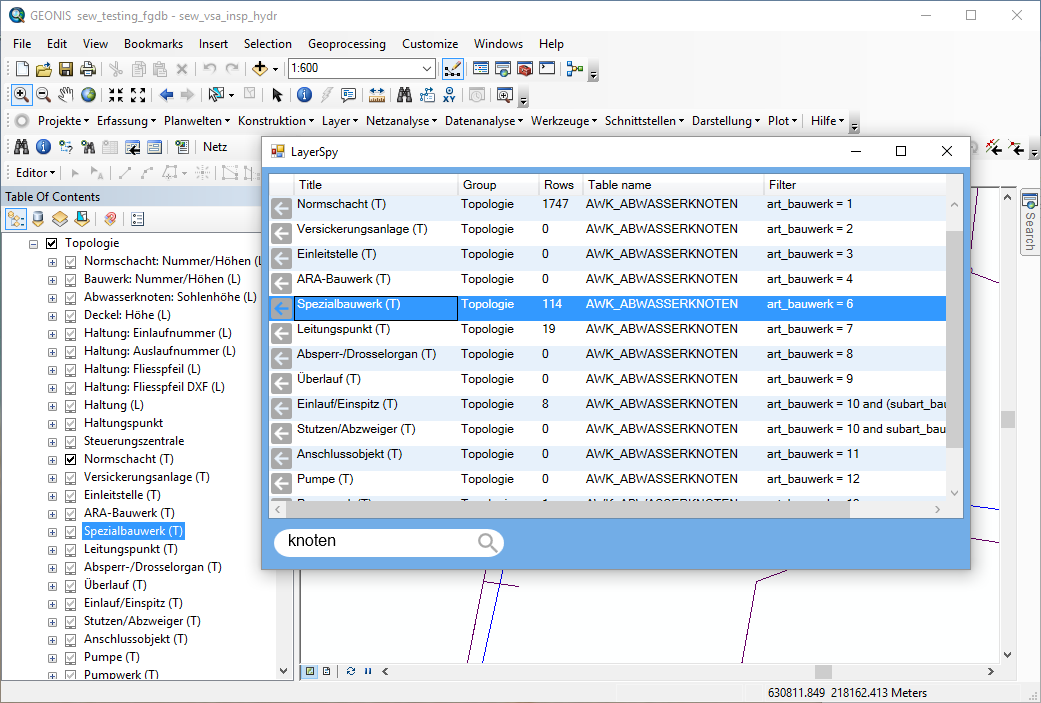 GEONIS sew_testing_fgdb - sew_vsa_insp_hydr
File Edit View Bookmarks Insert Selection Geoprocessing Customize Windows Help
1:600
Projekte Erfassung Planwelten Konstruktion Layer Netzanalyse Datenanalyse Werkzeuge Schnittstellen Darstellung Plot Hilfe
Netz
Editor
Table Of Contents
Topologie
Normschacht: Nummer/Höhen (L
Bauwerk: Nummer/Höhen (L)
Abwasserknoten: Sohlenhöhe (L)
Deckel: Höhe (L)
Haltung: Einlaufnummer (L)
Haltung: Auslaufnummer (L)
Haltung: Fliesspfeil (L)
Haltung: Fliesspfeil DXF (L)
Haltung (L)
Haltungspunkt
Steuerungszentrale
Normschacht (T)
Versickerungsanlage (T)
Einleitstelle (T)
ARA-Bauwerk (T)
Spezialbauwerk (T)
Leitungspunkt (T)
Absperr-/Drosselorgan (T)
Überlauf (T)
Einlauf/Einspitz (T)
Stutzen/Abzweiger (T)
Anschlussobjekt (T)
Pumpe (T)
Pumpwerk (T)
LayerSpy
Title Group Rows Table name Filter
Normschacht (T) Topologie 1747 AWK_ABWASSERKNOTEN art_bauwerk = 1
Versickerungsanlage (T) Topologie 0 AWK_ABWASSERKNOTEN art_bauwerk = 2
Einleitstelle (T) Topologie 0 AWK_ABWASSERKNOTEN art_bauwerk = 3
ARA-Bauwerk (T) Topologie 0 AWK_ABWASSERKNOTEN art_bauwerk = 4
Spezialbauwerk (T) Topologie 114 AWK_ABWASSERKNOTEN art_bauwerk = 6
Leitungspunkt (T) Topologie 19 AWK_ABWASSERKNOTEN art_bauwerk = 7
Absperr-/Drosselorgan (T) Topologie 0 AWK_ABWASSERKNOTEN art_bauwerk = 8
Überlauf (T) Topologie 0 AWK_ABWASSERKNOTEN art_bauwerk = 9
Einlauf/Einspitz (T) Topologie 8 AWK_ABWASSERKNOTEN art_bauwerk = 10 and (subart_bau
Stutzen/Abzweiger (T) Topologie 0 AWK_ABWASSERKNOTEN art_bauwerk = 10 and subart_bau
Anschlussobjekt (T) Topologie 0 AWK_ABWASSERKNOTEN art_bauwerk = 11
Pumpe (T) Topologie 0 AWK_ABWASSERKNOTEN art_bauwerk = 12
knoten
Search
630811.849 218162.413 Meters